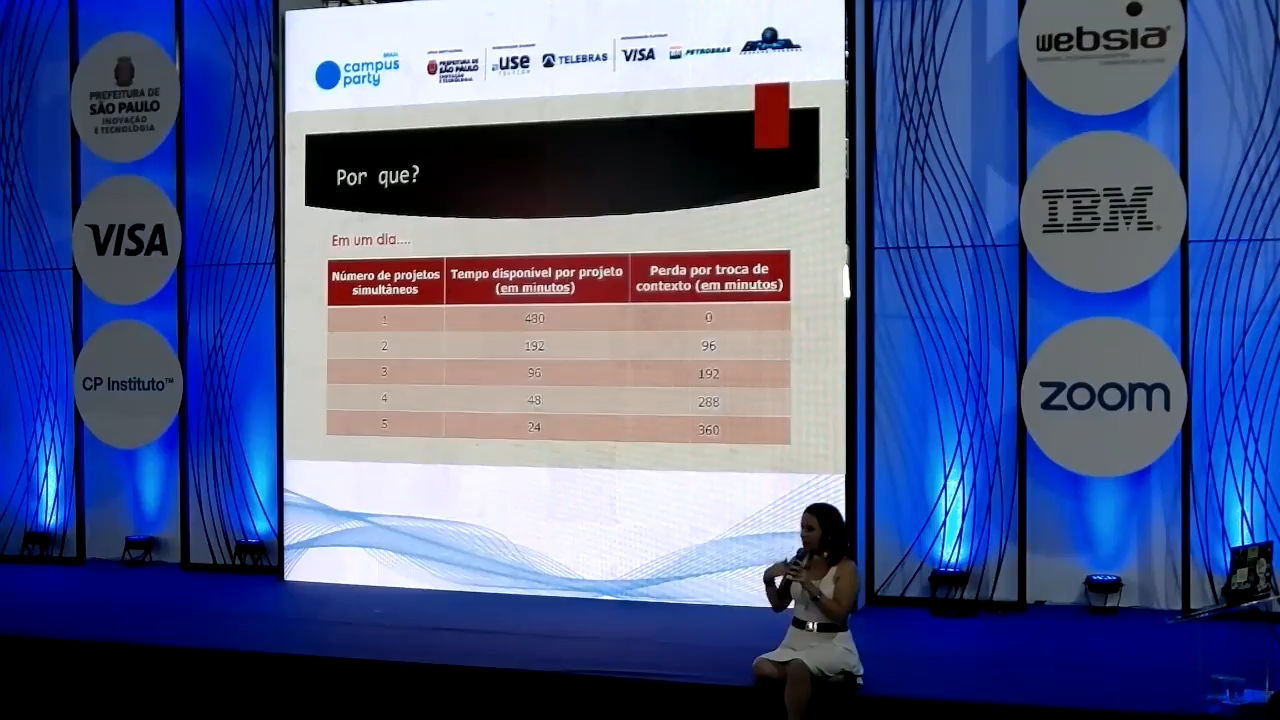 BRASIL
campus
party
PREFEITURA DE
SÃO PAULO
INOVAÇÃO
E TECNOLOGIA
USE
TELECOM
TELEBRAS
VISA
PETROBRAS
BRASIL
Por que?
Em um dia....
Número de projetos simultâneos
Tempo disponível por projeto (em minutos)
Perda por troca de contexto (em minutos)
1 480 0
2 192 96
3 96 192
4 48 288
5 24 360
PREFEITURA DE
SÃO PAULO
INOVAÇÃO
E TECNOLOGIA
VISA
CP Instituto™
websia
IBM
zoom